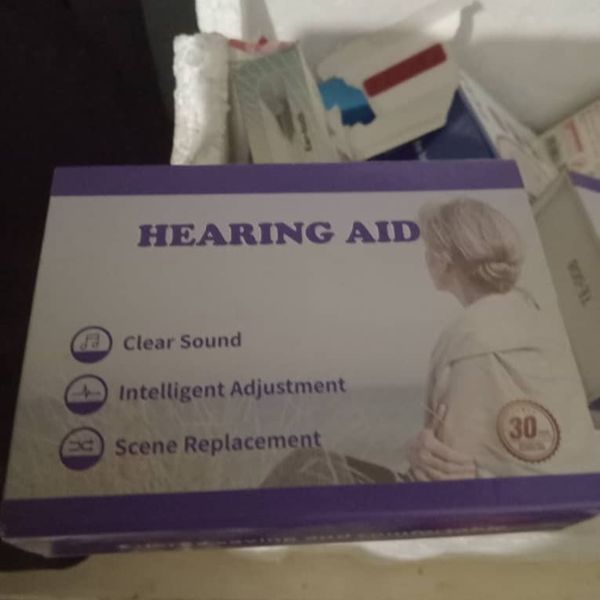 HEARING AID
Clear Sound
Intelligent Adjustment
Scene Replacement
30